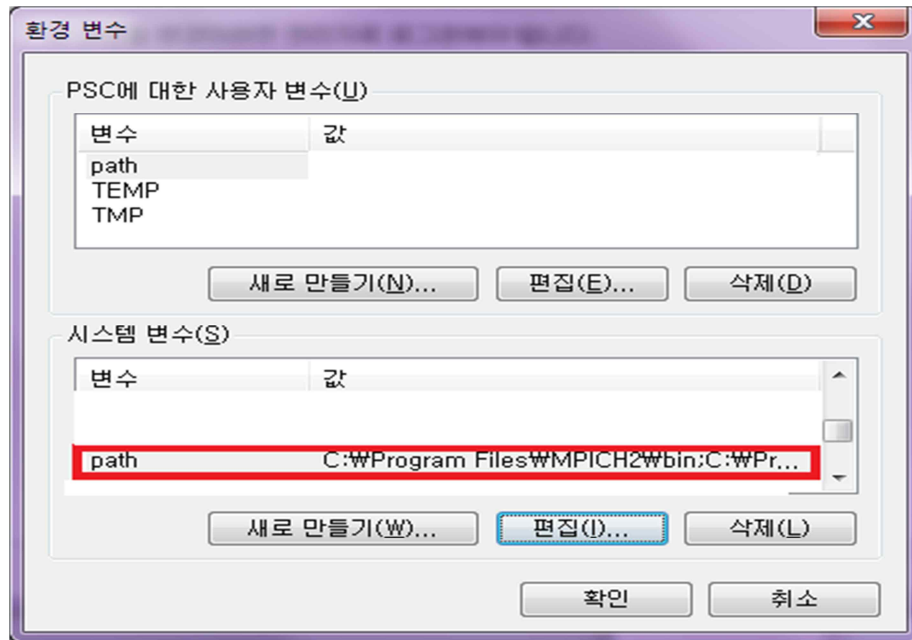 환경 변수
PSC에 대한 사용자 변수(U)
변수 값
path
TEMP
TMP
새로 만들기(N)... 편집(E)... 삭제(D)
시스템 변수(S)
변수 값
path C:₩Program Files₩MPICH2₩bin;C:₩Pr...
새로 만들기(W)... 편집(I)... 삭제(L)
확인 취소